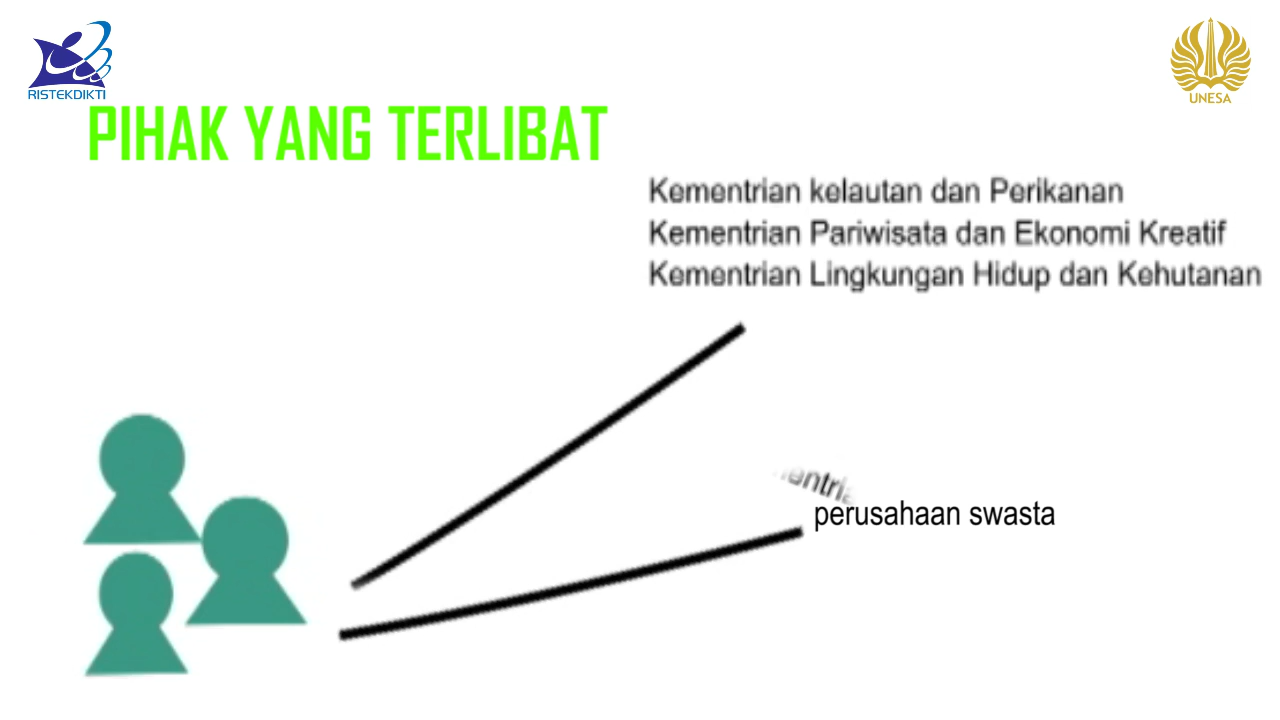 RISTEKDIKTI
UNESA
PIHAK YANG TERLIBAT
Kementrian kelautan dan Perikanan
Kementrian Pariwisata dan Ekonomi Kreatif
Kementrian Lingkungan Hidup dan Kehutanan
perusahaan swasta